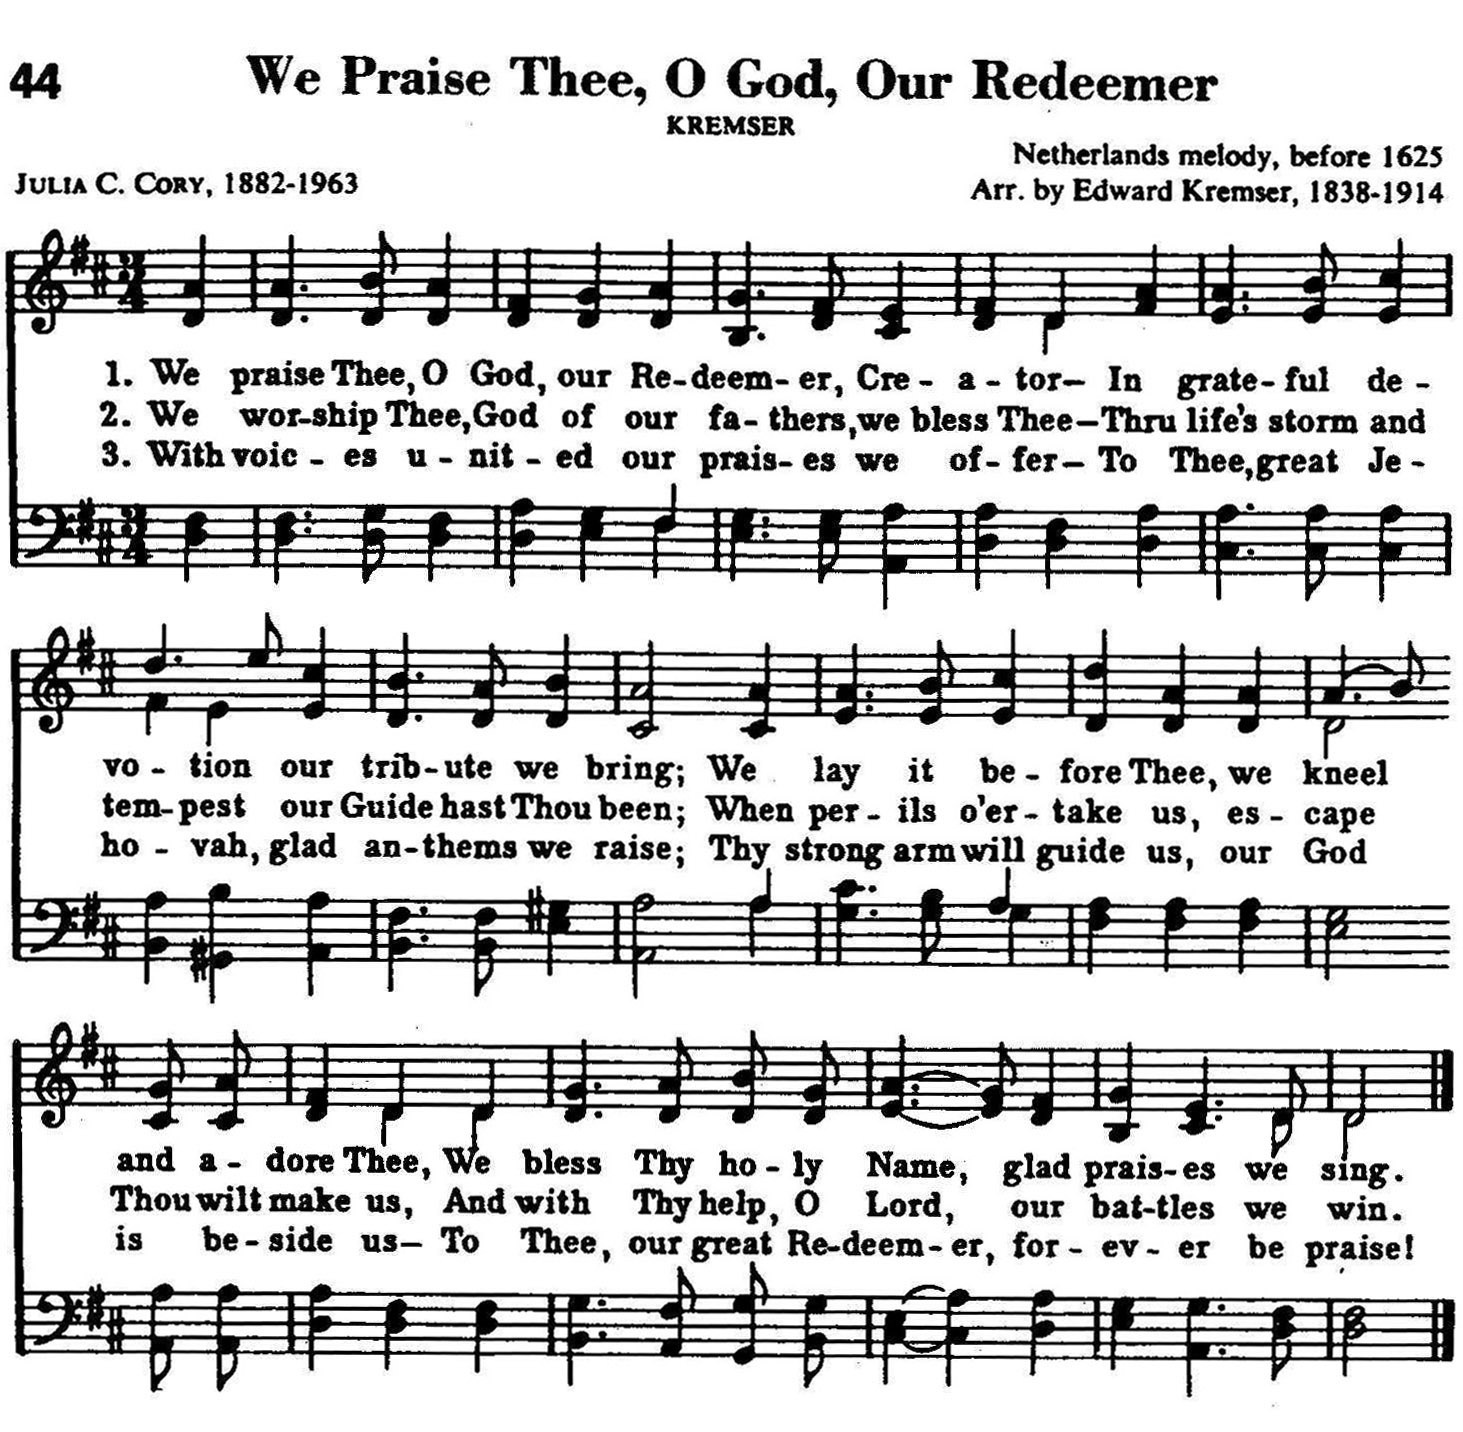 44
We Praise Thee, O God, Our Redeemer
KREMSER
Netherlands melody, before 1625
JULIA C. CORY, 1882-1963
Arr. by Edward Kremser, 1838-1914
1. We praise Thee, O God, our Re-deem-er, Cre-a-tor— In grate-ful de-
2. We wor-ship Thee, God of our fa-thers, we bless Thee—Thru life's storm and
3. With voic-es u-nit-ed our prais-es we of-fer— To Thee, great Je-
vo-tion our trib-ute we bring; We lay it be-fore Thee, we kneel
tem-pest our Guide hast Thou been; When per-ils o'er-take us, es-cape
ho-vah, glad an-thems we raise; Thy strong arm will guide us, our God
and a-dore Thee, We bless Thy ho-ly Name, glad prais-es we sing.
Thou wilt make us, And with Thy help, O Lord, our bat-tles we win.
is be-side us— To Thee, our great Re-deem-er, for-ev-er be praise!